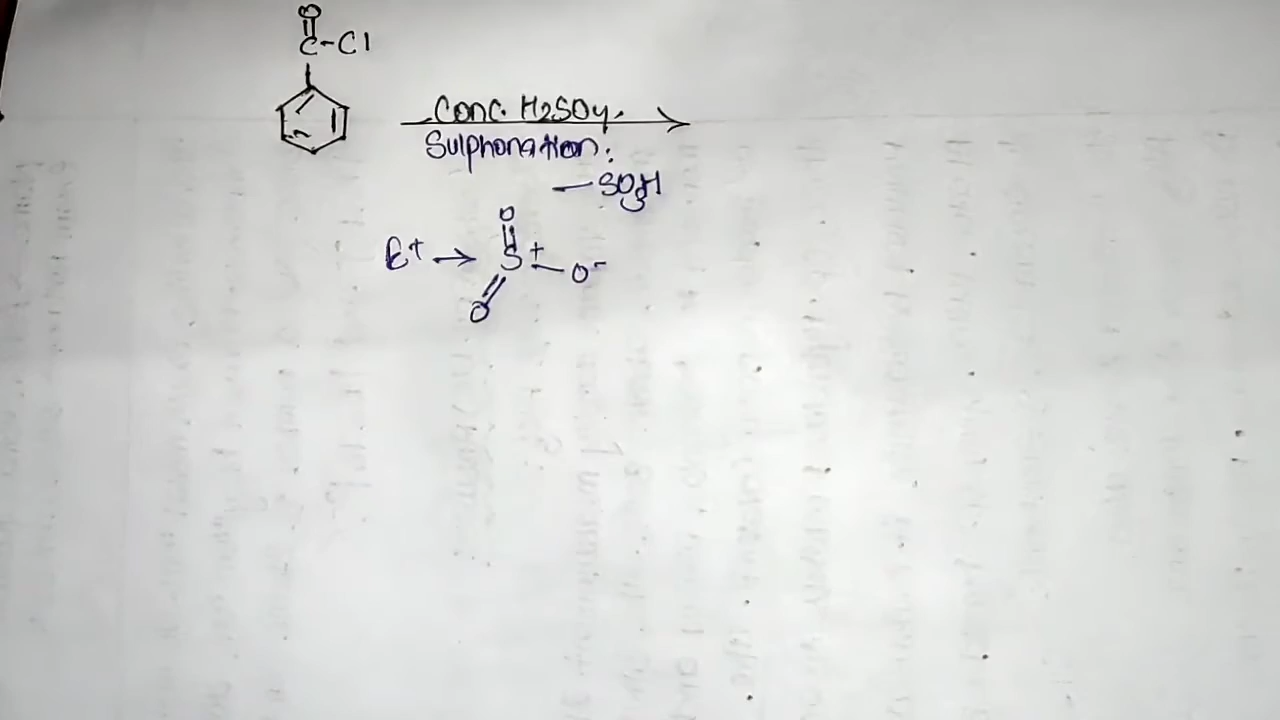 O
C-Cl
Conc. H2SO4.
Sulphonation:
— SO3H
O
E+ → S+ — O-
O